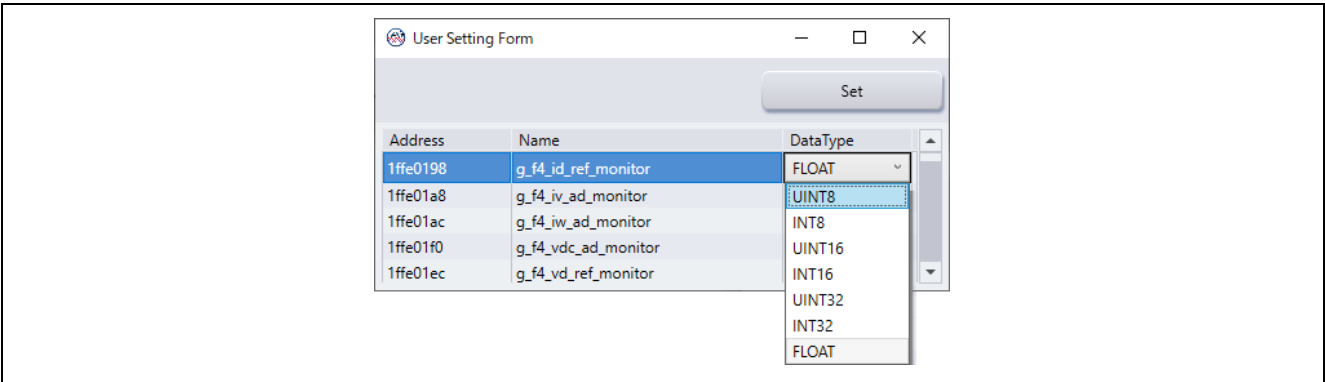 User Setting Form
Set
Address Name DataType
1ffe0198 g_f4_id_ref_monitor FLOAT
1ffe01a8 g_f4_iv_ad_monitor UINT8
1ffe01ac g_f4_iw_ad_monitor INT8
1ffe01f0 g_f4_vdc_ad_monitor UINT16
1ffe01ec g_f4_vd_ref_monitor INT16
UINT32
INT32
FLOAT